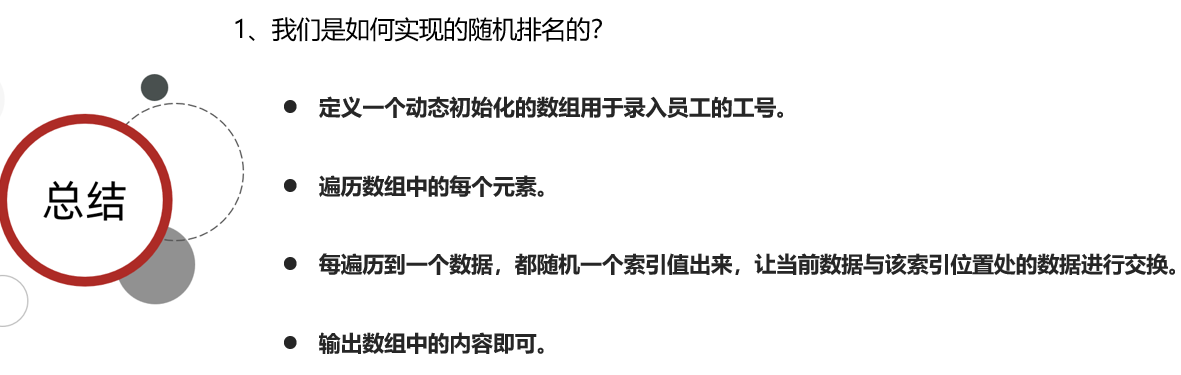 1、我们是如何实现的随机排名的？
● 定义一个动态初始化的数组用于录入员工的工号。
● 遍历数组中的每个元素。
总结
● 每遍历到一个数据，都随机一个索引值出来，让当前数据与该索引位置处的数据进行交换。
● 输出数组中的内容即可。